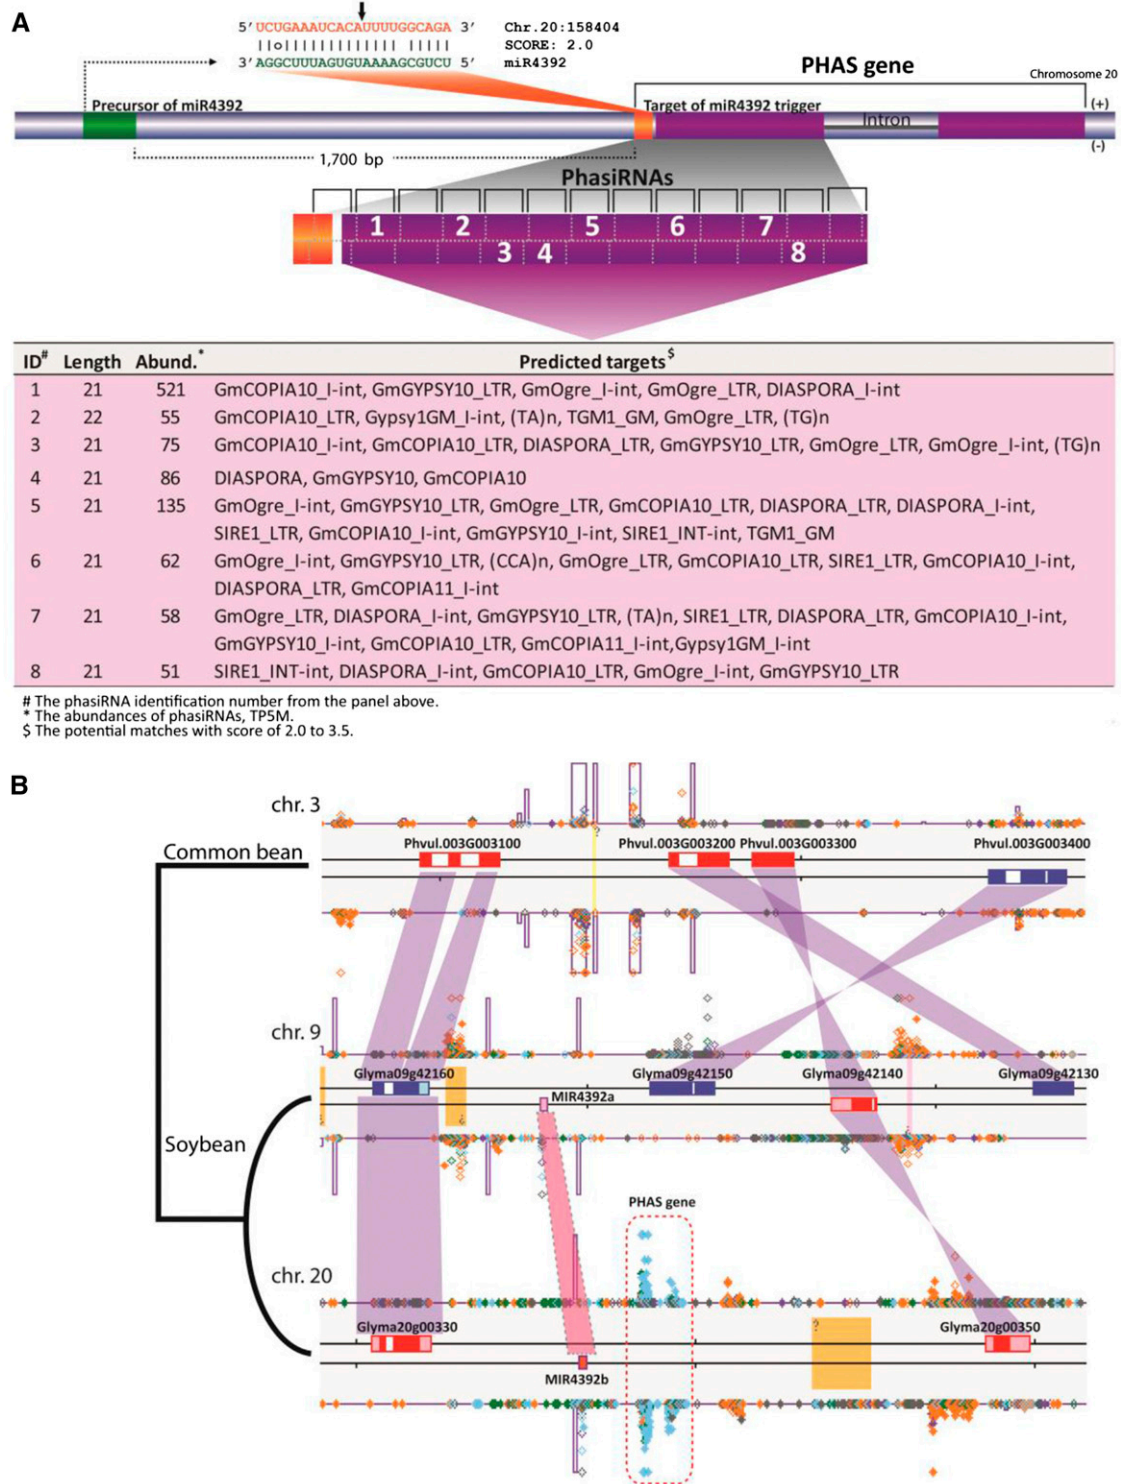 A
5' UCUGAAAUCACAUUUUGGCAGA 3' Chr.20:158404
||o||||||||||||| ||||| SCORE: 2.0
3' AGGCUUUAGUGUAAAAGCGUCU 5' miR4392
PHAS gene
Chromosome 20
Precursor of miR4392
Target of miR4392 trigger
(+)
Intron
(-)
1,700 bp
PhasiRNAs
1 2 5 6 7
3 4 8
ID# Length Abund.* Predicted targets$
1 21 521 GmCOPIA10_I-int, GmGYPSY10_LTR, GmOgre_I-int, GmOgre_LTR, DIASPORA_I-int
2 22 55 GmCOPIA10_LTR, Gypsy1GM_I-int, (TA)n, TGM1_GM, GmOgre_LTR, (TG)n
3 21 75 GmCOPIA10_I-int, GmCOPIA10_LTR, DIASPORA_LTR, GmGYPSY10_LTR, GmOgre_LTR, GmOgre_I-int, (TG)n
4 21 86 DIASPORA, GmGYPSY10, GmCOPIA10
5 21 135 GmOgre_I-int, GmGYPSY10_LTR, GmOgre_LTR, GmCOPIA10_LTR, DIASPORA_LTR, DIASPORA_I-int,
SIRE1_LTR, GmCOPIA10_I-int, GmGYPSY10_I-int, SIRE1_INT-int, TGM1_GM
6 21 62 GmOgre_I-int, GmGYPSY10_LTR, (CCA)n, GmOgre_LTR, GmCOPIA10_LTR, SIRE1_LTR, GmCOPIA10_I-int,
DIASPORA_LTR, GmCOPIA11_I-int
7 21 58 GmOgre_LTR, DIASPORA_I-int, GmGYPSY10_LTR, (TA)n, SIRE1_LTR, DIASPORA_LTR, GmCOPIA10_I-int,
GmGYPSY10_I-int, GmCOPIA10_LTR, GmCOPIA11_I-int,Gypsy1GM_I-int
8 21 51 SIRE1_INT-int, DIASPORA_I-int, GmCOPIA10_LTR, GmOgre_I-int, GmGYPSY10_LTR
# The phasiRNA identification number from the panel above.
* The abundances of phasiRNAs, TP5M.
$ The potential matches with score of 2.0 to 3.5.
B
chr. 3
?
Common bean
Phvul.003G003100 Phvul.003G003200 Phvul.003G003300 Phvul.003G003400
chr. 9
Glyma09g42160 Glyma09g42150 Glyma09g42140 Glyma09g42130
MIR4392a
Soybean
PHAS gene
chr. 20
Glyma20g00330 ? Glyma20g00350
MIR4392b